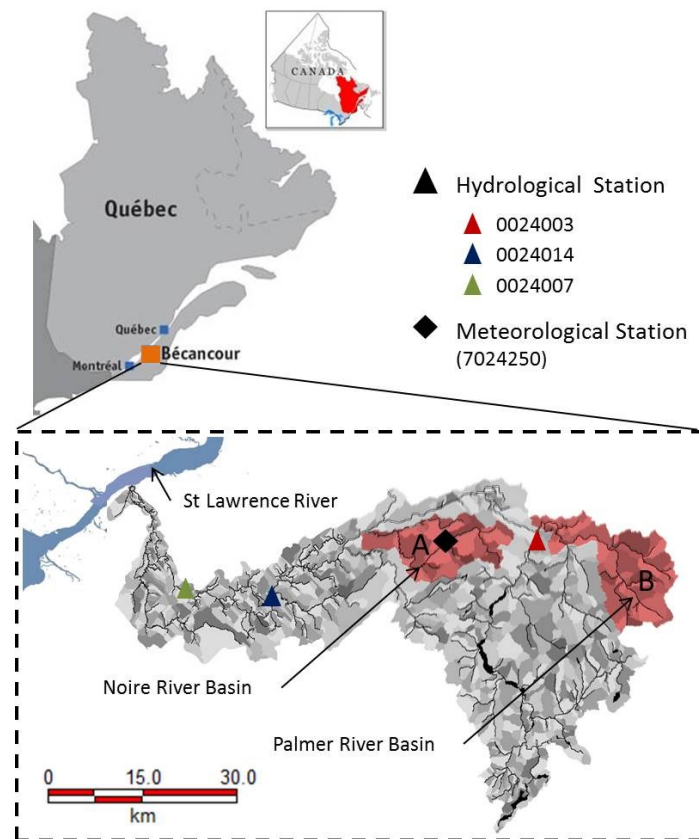 CANADA
Québec
Québec
Bécancour
Montréal
Hydrological Station
0024003
0024014
0024007
Meteorological Station
(7024250)
St Lawrence River
A
B
Noire River Basin
Palmer River Basin
0 15.0 30.0
km